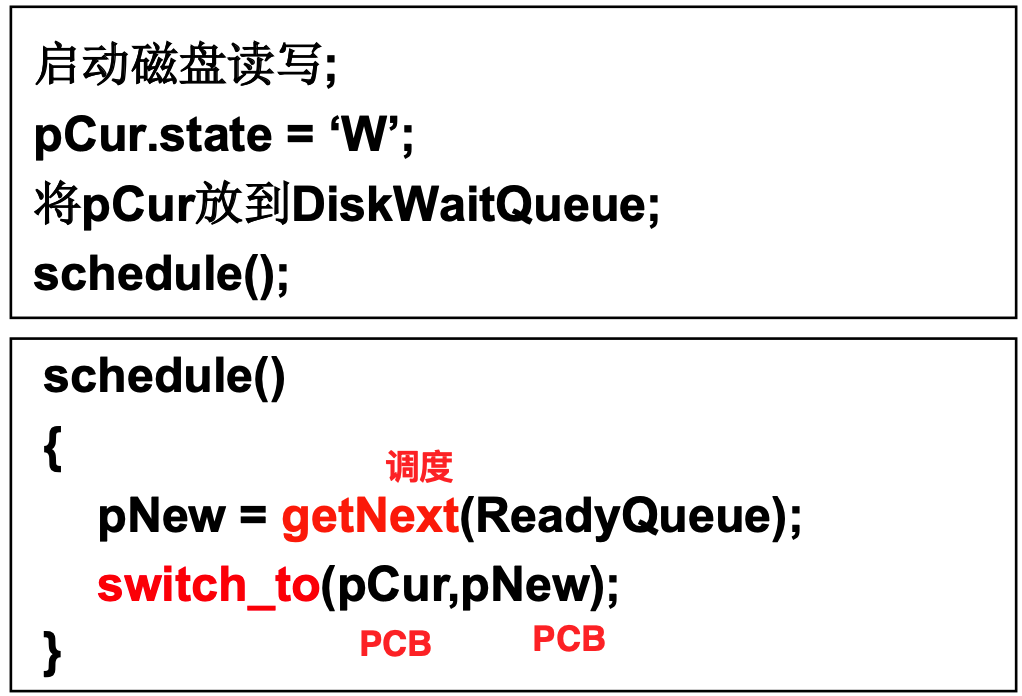 启动磁盘读写;
pCur.state = ‘W’;
将pCur放到DiskWaitQueue;
schedule();
schedule()
{
调度
pNew = getNext(ReadyQueue);
switch_to(pCur,pNew);
PCB PCB
}